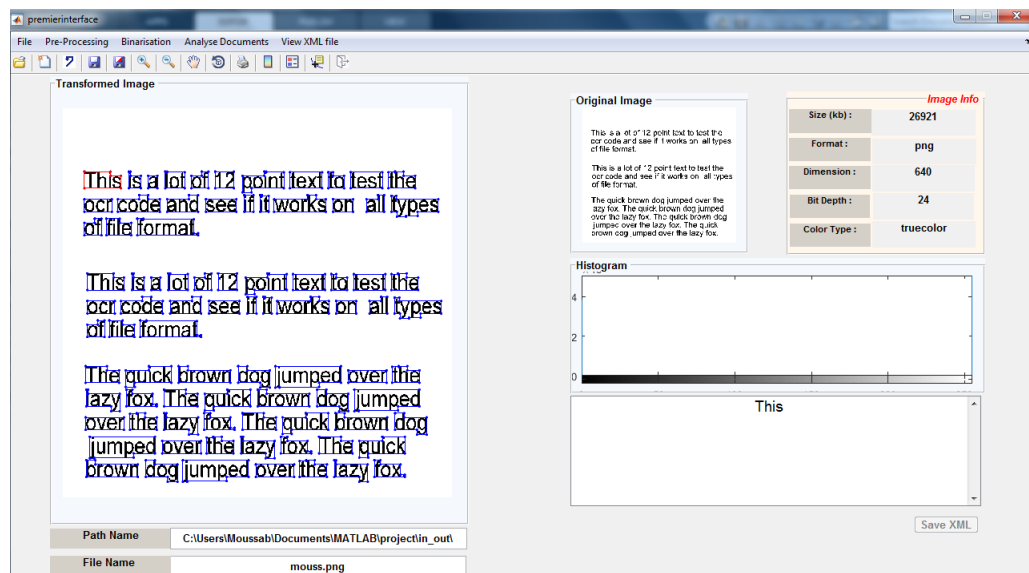 premierinterface
File Pre-Processing Binarisation Analyse Documents View XML file
Transformed Image
This is a lot of 12 point text to test the
ocr code and see if it works on all types
of file format.
This is a lot of 12 point text to test the
ocr code and see if it works on all types
of file format.
The quick brown dog jumped over the
lazy fox. The quick brown dog jumped
over the lazy fox. The quick brown dog
jumped over the lazy fox. The quick
brown dog jumped over the lazy fox.
Path Name C:\Users\Moussab\Documents\MATLAB\project\in_out\
File Name mouss.png
Original Image
This is a lot of 12 point text to test the
ocr code and see if it works on all types
of file format.
This is a lot of 12 point text to test the
ocr code and see if it works on all types
of file format.
The quick brown dog jumped over the
lazy fox. The quick brown dog jumped
over the lazy fox. The quick brown dog
jumped over the lazy fox. The quick
brown dog jumped over the lazy fox.
Image Info
Size (kb) : 26921
Format : png
Dimension : 640
Bit Depth : 24
Color Type : truecolor
Histogram
4
2
0
This
Save XML